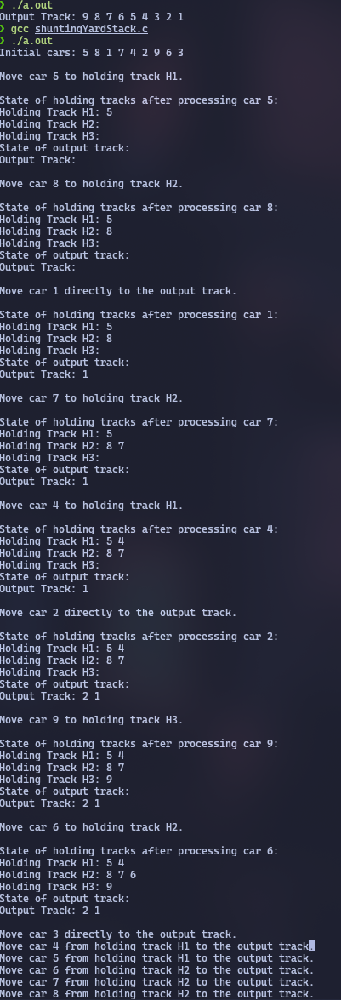 ❯ ./a.out
Output Track: 9 8 7 6 5 4 3 2 1
❯ gcc shuntingYardStack.c
❯ ./a.out
Initial cars: 5 8 1 7 4 2 9 6 3
Move car 5 to holding track H1.
State of holding tracks after processing car 5:
Holding Track H1: 5
Holding Track H2:
Holding Track H3:
State of output track:
Output Track:
Move car 8 to holding track H2.
State of holding tracks after processing car 8:
Holding Track H1: 5
Holding Track H2: 8
Holding Track H3:
State of output track:
Output Track:
Move car 1 directly to the output track.
State of holding tracks after processing car 1:
Holding Track H1: 5
Holding Track H2: 8
Holding Track H3:
State of output track:
Output Track: 1
Move car 7 to holding track H2.
State of holding tracks after processing car 7:
Holding Track H1: 5
Holding Track H2: 8 7
Holding Track H3:
State of output track:
Output Track: 1
Move car 4 to holding track H1.
State of holding tracks after processing car 4:
Holding Track H1: 5 4
Holding Track H2: 8 7
Holding Track H3:
State of output track:
Output Track: 1
Move car 2 directly to the output track.
State of holding tracks after processing car 2:
Holding Track H1: 5 4
Holding Track H2: 8 7
Holding Track H3:
State of output track:
Output Track: 2 1
Move car 9 to holding track H3.
State of holding tracks after processing car 9:
Holding Track H1: 5 4
Holding Track H2: 8 7
Holding Track H3: 9
State of output track:
Output Track: 2 1
Move car 6 to holding track H2.
State of holding tracks after processing car 6:
Holding Track H1: 5 4
Holding Track H2: 8 7 6
Holding Track H3: 9
State of output track:
Output Track: 2 1
Move car 3 directly to the output track.
Move car 4 from holding track H1 to the output track.
Move car 5 from holding track H1 to the output track.
Move car 6 from holding track H2 to the output track.
Move car 7 from holding track H2 to the output track.
Move car 8 from holding track H2 to the output track.